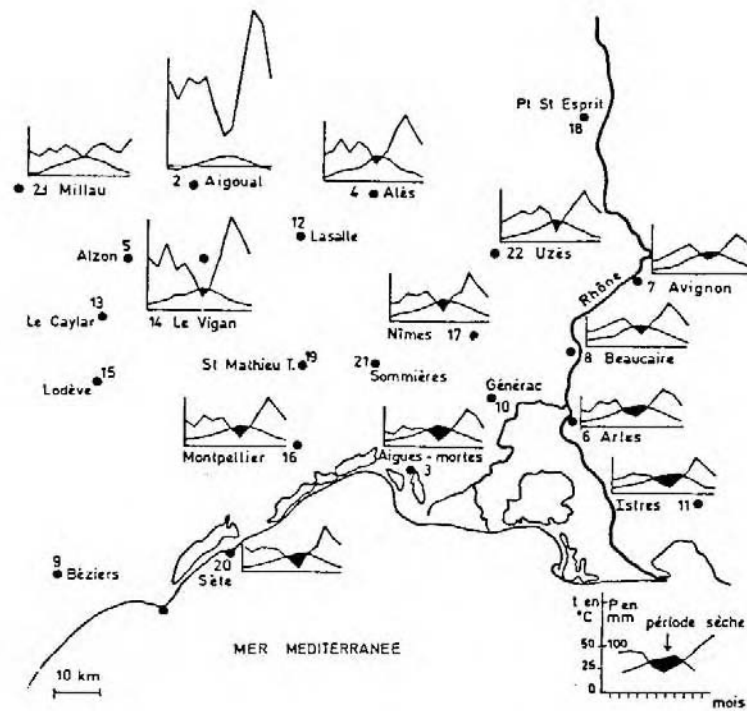 Pt St Esprit
18
23 Millau
2 Aigoual
4 Alès
12
Lasalle
22 Uzès
Alzon
5
Rhône
7 Avignon
13
Le Caylar
14 Le Vigan
Nîmes 17
8
Beaucaire
St Mathieu T.
19
21
Sommières
15
Lodève
Générac
10
6 Arles
Montpellier 16
Aigues-mortes
3
Istres 11
9
Béziers
20
Sète
t en
°C
P en
mm
période sèche
50
100
25
0
mois
MER MEDITERRANEE
10 km